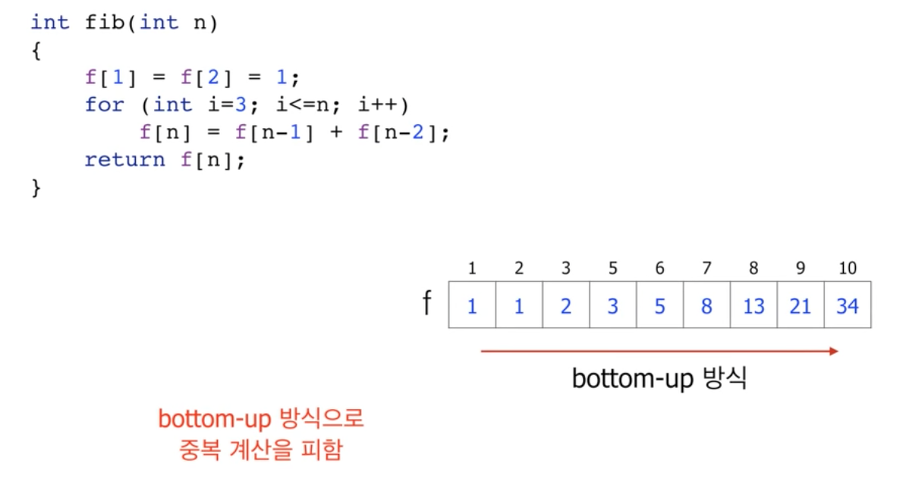 int fib(int n)
{
    f[1] = f[2] = 1;
    for (int i=3; i<=n; i++)
        f[n] = f[n-1] + f[n-2];
    return f[n];
}
1 2 3 5 6 7 8 9 10
f 1 1 2 3 5 8 13 21 34
bottom-up 방식
bottom-up 방식으로
중복 계산을 피함